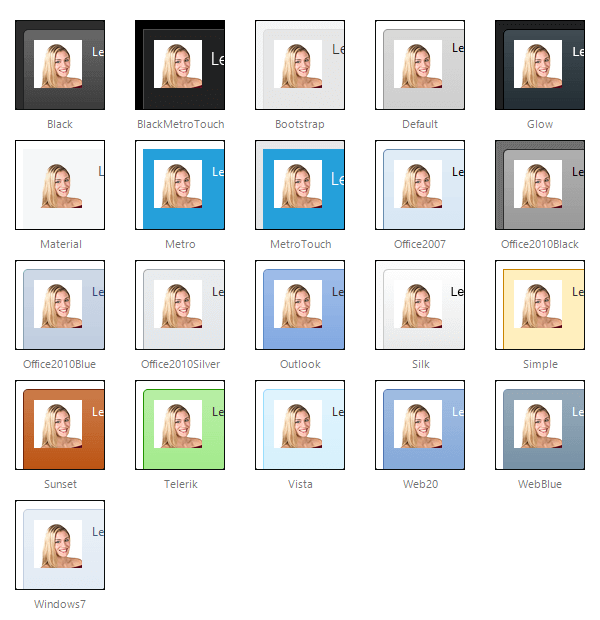 Le Le Le Le
Black BlackMetroTouch Bootstrap Default Glow
L Le Le Le Le
Material Metro MetroTouch Office2007 Office2010Black
Le Le Le Le Le
Office2010Blue Office2010Silver Outlook Silk Simple
Le Le Le Le Le
Sunset Telerik Vista Web20 WebBlue
Le
Windows7